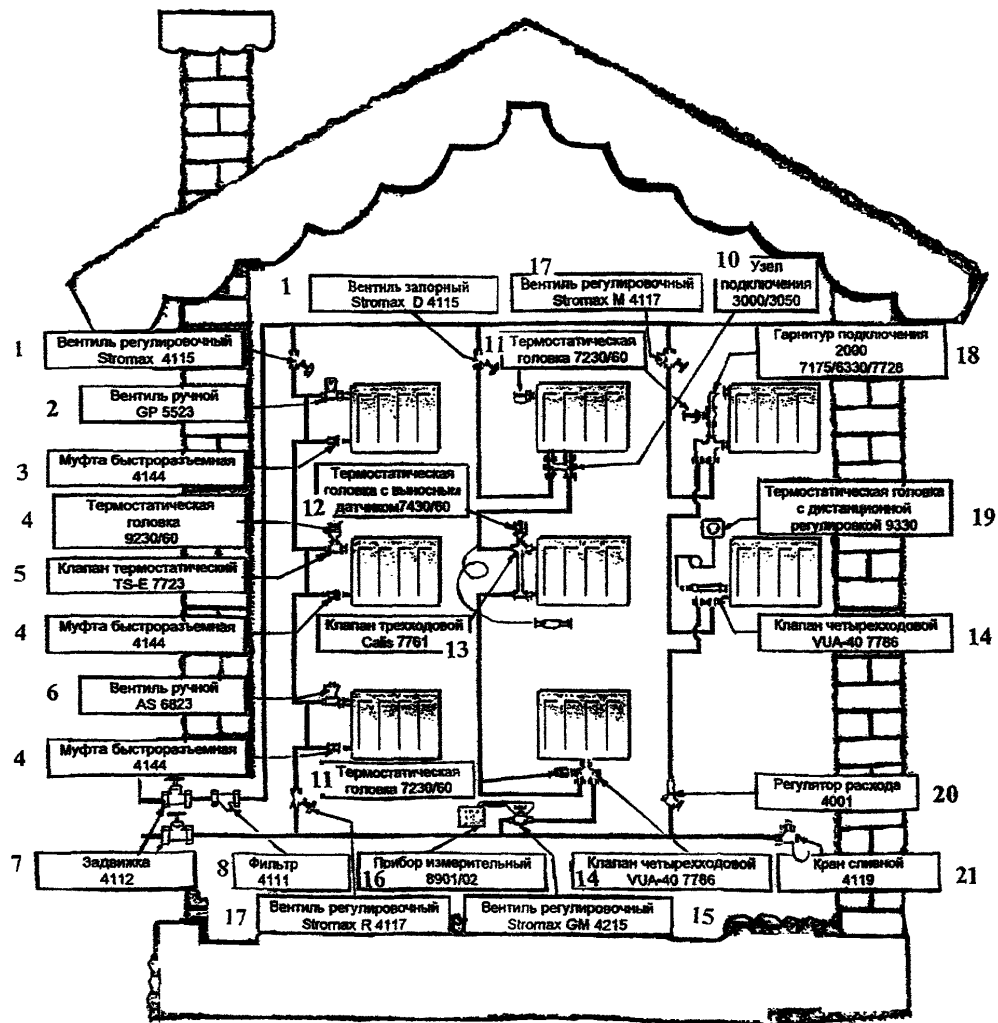 10
Узел
подключения
3000/3050
1
Вентиль запорный
Stromax D 4115
17
Вентиль регулировочный
Stromax M 4117
1
Вентиль регулировочный
Stromax 4115
11
Термостатическая
головка 7230/60
Гарнитур подключения
2000
7175/6330/7728
18
2
Вентиль ручной
GP 5523
3
Муфта быстроразъемная
4144
12
Термостатическая
головка с выносным
датчиком7430/60
4
Термостатическая
головка
9230/60
Термостатическая головка
с дистанционной
регулировкой 9330
19
5
Клапан термостатический
TS-E 7723
4
Муфта быстроразъемная
4144
Клапан трехходовой
Calis 7761
13
Клапан четырехходовой
VUA-40 7786
14
6
Вентиль ручной
AS 6823
4
Муфта быстроразъемная
4144
11
Термостатическая
головка 7230/60
Регулятор расхода
4001
20
7
Задвижка
4112
8
Фильтр
4111
16
Прибор измерительный
8901/02
14
Клапан четырехходовой
VUA-40 7786
Кран сливной
4119
21
17
Вентиль регулировочный
Stromax R 4117
Вентиль регулировочный
Stromax GM 4215
15